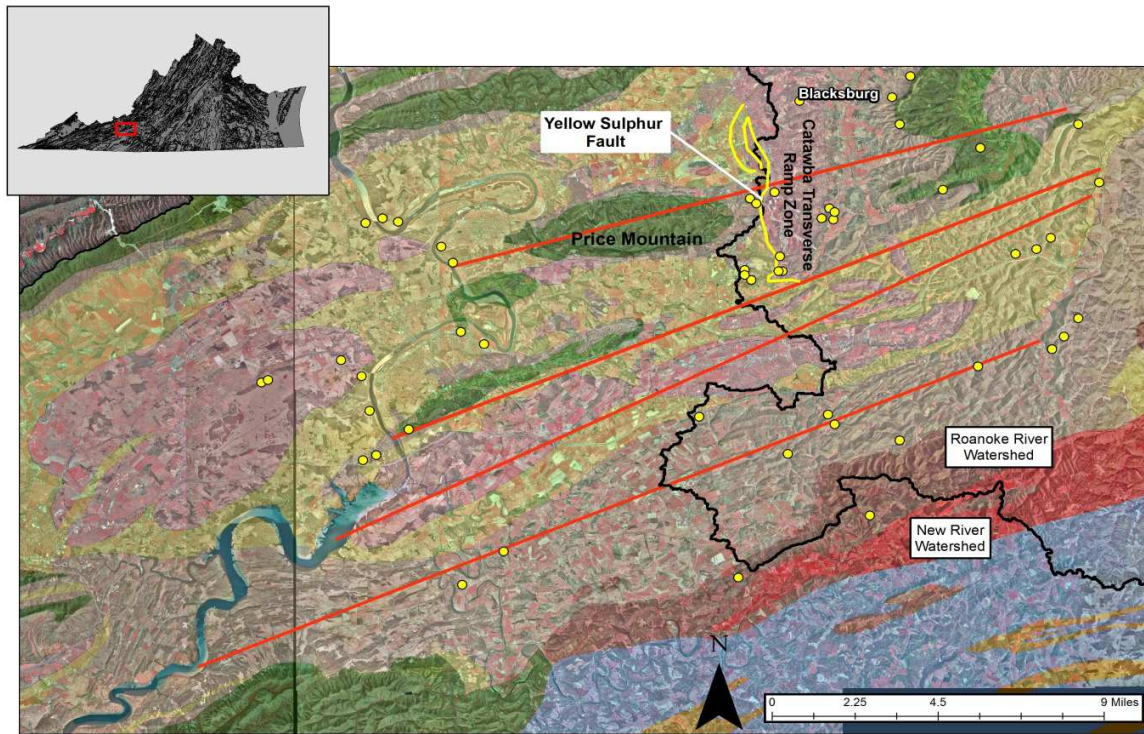 Blacksburg
Yellow Sulphur
Fault
Catawba Transverse
Ramp Zone
Price Mountain
Roanoke River
Watershed
New River
Watershed
N
0 2.25 4.5 9 Miles